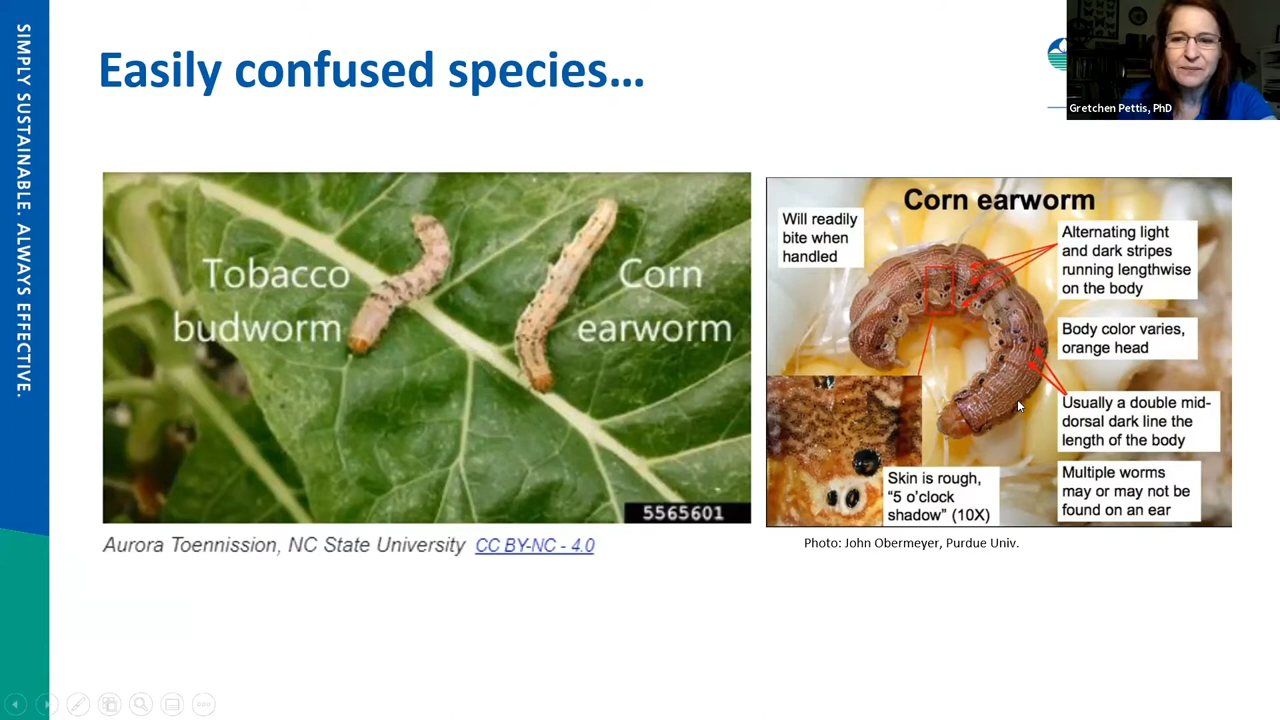 SIMPLY SUSTAINABLE. ALWAYS EFFECTIVE.
Easily confused species...
Gretchen Pettis, PhD
Tobacco
budworm
Corn
earworm
5565601
Aurora Toennission, NC State University CC BY-NC - 4.0
Corn earworm
Will readily
bite when
handled
Alternating light
and dark stripes
running lengthwise
on the body
Body color varies,
orange head
Usually a double mid-
dorsal dark line the
length of the body
Skin is rough,
"5 o'clock
shadow" (10X)
Multiple worms
may or may not be
found on an ear
Photo: John Obermeyer, Purdue Univ.